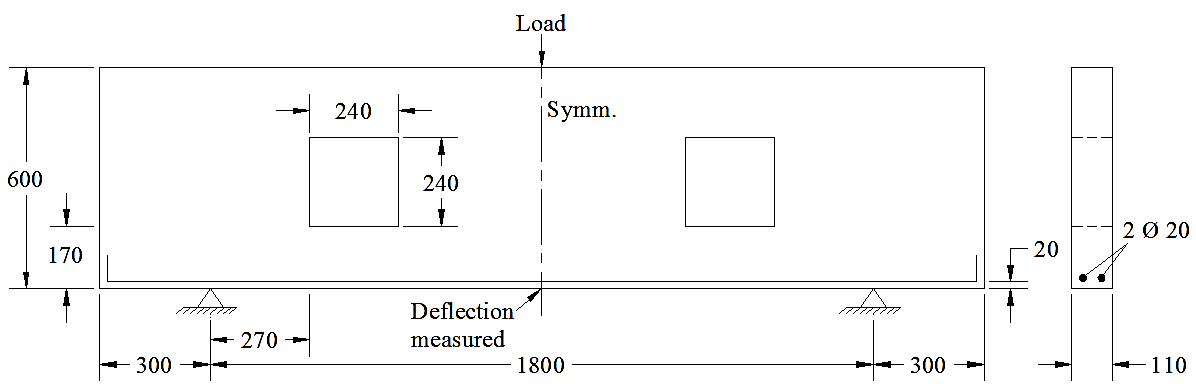 Load
240
Symm.
600
240
170
2 Ø 20
20
Deflection
measured
270
300
1800
300
110